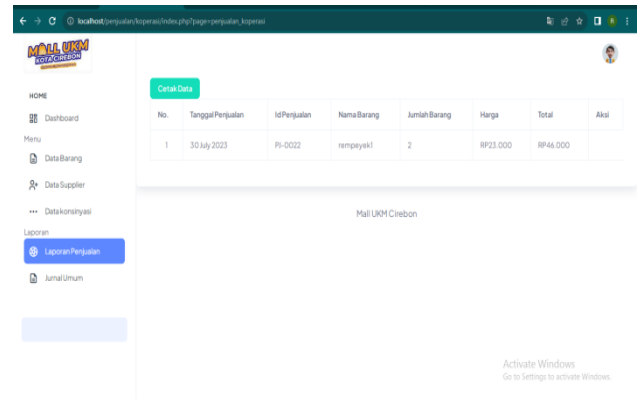 localhost/penjualan/koperasi/index.php?page=penjualan_koperasi
MALL UKM
KOTA CIREBON
HOME
Dashboard
Menu
Data Barang
Data Supplier
Data konsinyasi
Laporan
Laporan Penjualan
Jurnal Umum
Cetak Data
No. Tanggal Penjualan Id Penjualan Nama Barang Jumlah Barang Harga Total Aksi
1 30 July 2023 PJ-0022 rempeyek1 2 RP23.000 RP46.000
Mall UKM Cirebon
Activate Windows
Go to Settings to activate Windows.